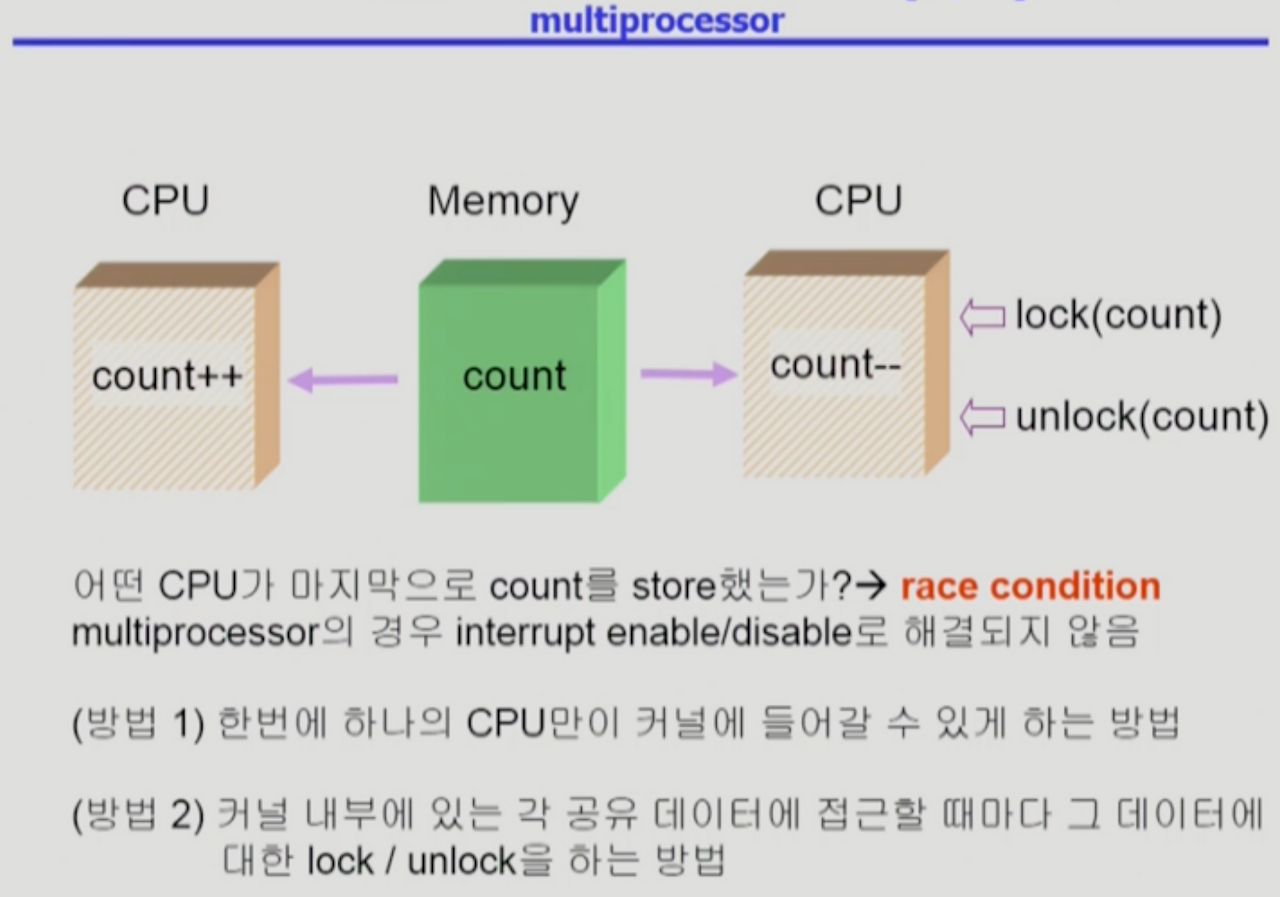 multiprocessor
CPU
Memory
CPU
count++
count
count--
lock(count)
unlock(count)
어떤 CPU가 마지막으로 count를 store했는가?→ race condition
multiprocessor의 경우 interrupt enable/disable로 해결되지 않음
(방법 1) 한번에 하나의 CPU만이 커널에 들어갈 수 있게 하는 방법
(방법 2) 커널 내부에 있는 각 공유 데이터에 접근할 때마다 그 데이터에
대한 lock / unlock을 하는 방법